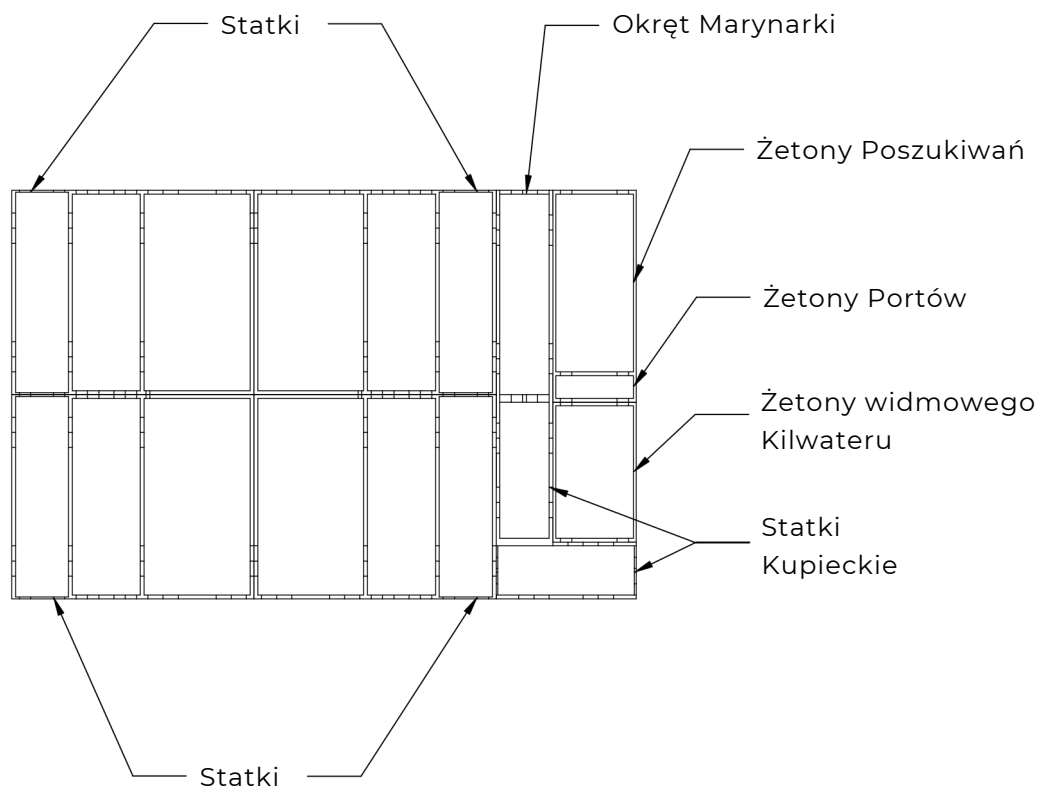 Statki
Okręt Marynarki
Żetony Poszukiwań
Żetony Portów
Żetony widmowego
Kilwateru
Statki
Kupieckie
Statki